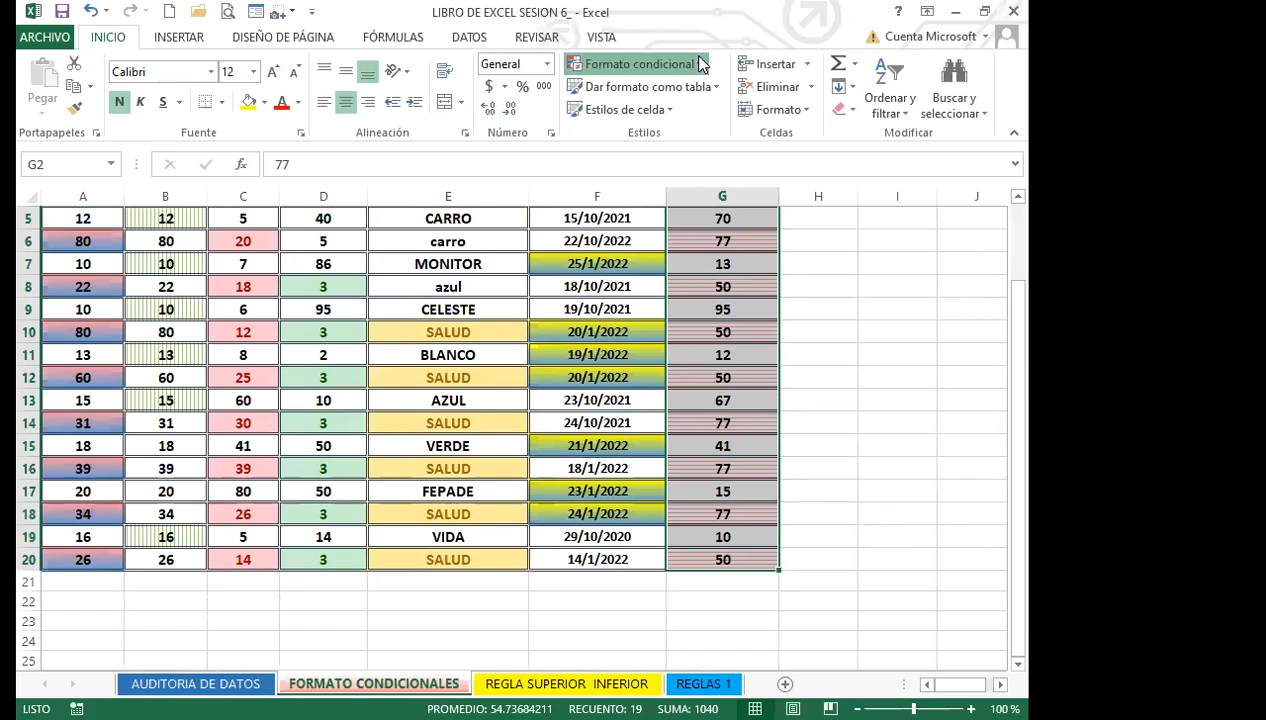 LIBRO DE EXCEL SESION 6_ - Excel
ARCHIVO INICIO INSERTAR DISEÑO DE PÁGINA FÓRMULAS DATOS REVISAR VISTA Cuenta Microsoft
Calibri 12 General Formato condicional Insertar
Pegar Dar formato como tabla Eliminar Ordenar y Buscar y
N K S $ % 000 Estilos de celda Formato filtrar seleccionar
Portapapeles Fuente Alineación Número Estilos Celdas Modificar
G2 fx 77
A B C D E F G H I J
5 12 12 5 40 CARRO 15/10/2021 70
6 80 80 20 5 carro 22/10/2022 77
7 10 10 7 86 MONITOR 25/1/2022 13
8 22 22 18 3 azul 18/10/2021 50
9 10 10 6 95 CELESTE 19/10/2021 95
10 80 80 12 3 SALUD 20/1/2022 50
11 13 13 8 2 BLANCO 19/1/2022 12
12 60 60 25 3 SALUD 20/1/2022 50
13 15 15 60 10 AZUL 23/10/2021 67
14 31 31 30 3 SALUD 24/10/2021 77
15 18 18 41 50 VERDE 21/1/2022 41
16 39 39 39 3 SALUD 18/1/2022 77
17 20 20 80 50 FEPADE 23/1/2022 15
18 34 34 26 3 SALUD 24/1/2022 77
19 16 16 5 14 VIDA 29/10/2020 10
20 26 26 14 3 SALUD 14/1/2022 50
21
22
23
24
25
AUDITORIA DE DATOS FORMATO CONDICIONALES REGLA SUPERIOR INFERIOR REGLAS 1
LISTO PROMEDIO: 54.73684211 RECUENTO: 19 SUMA: 1040 100 %